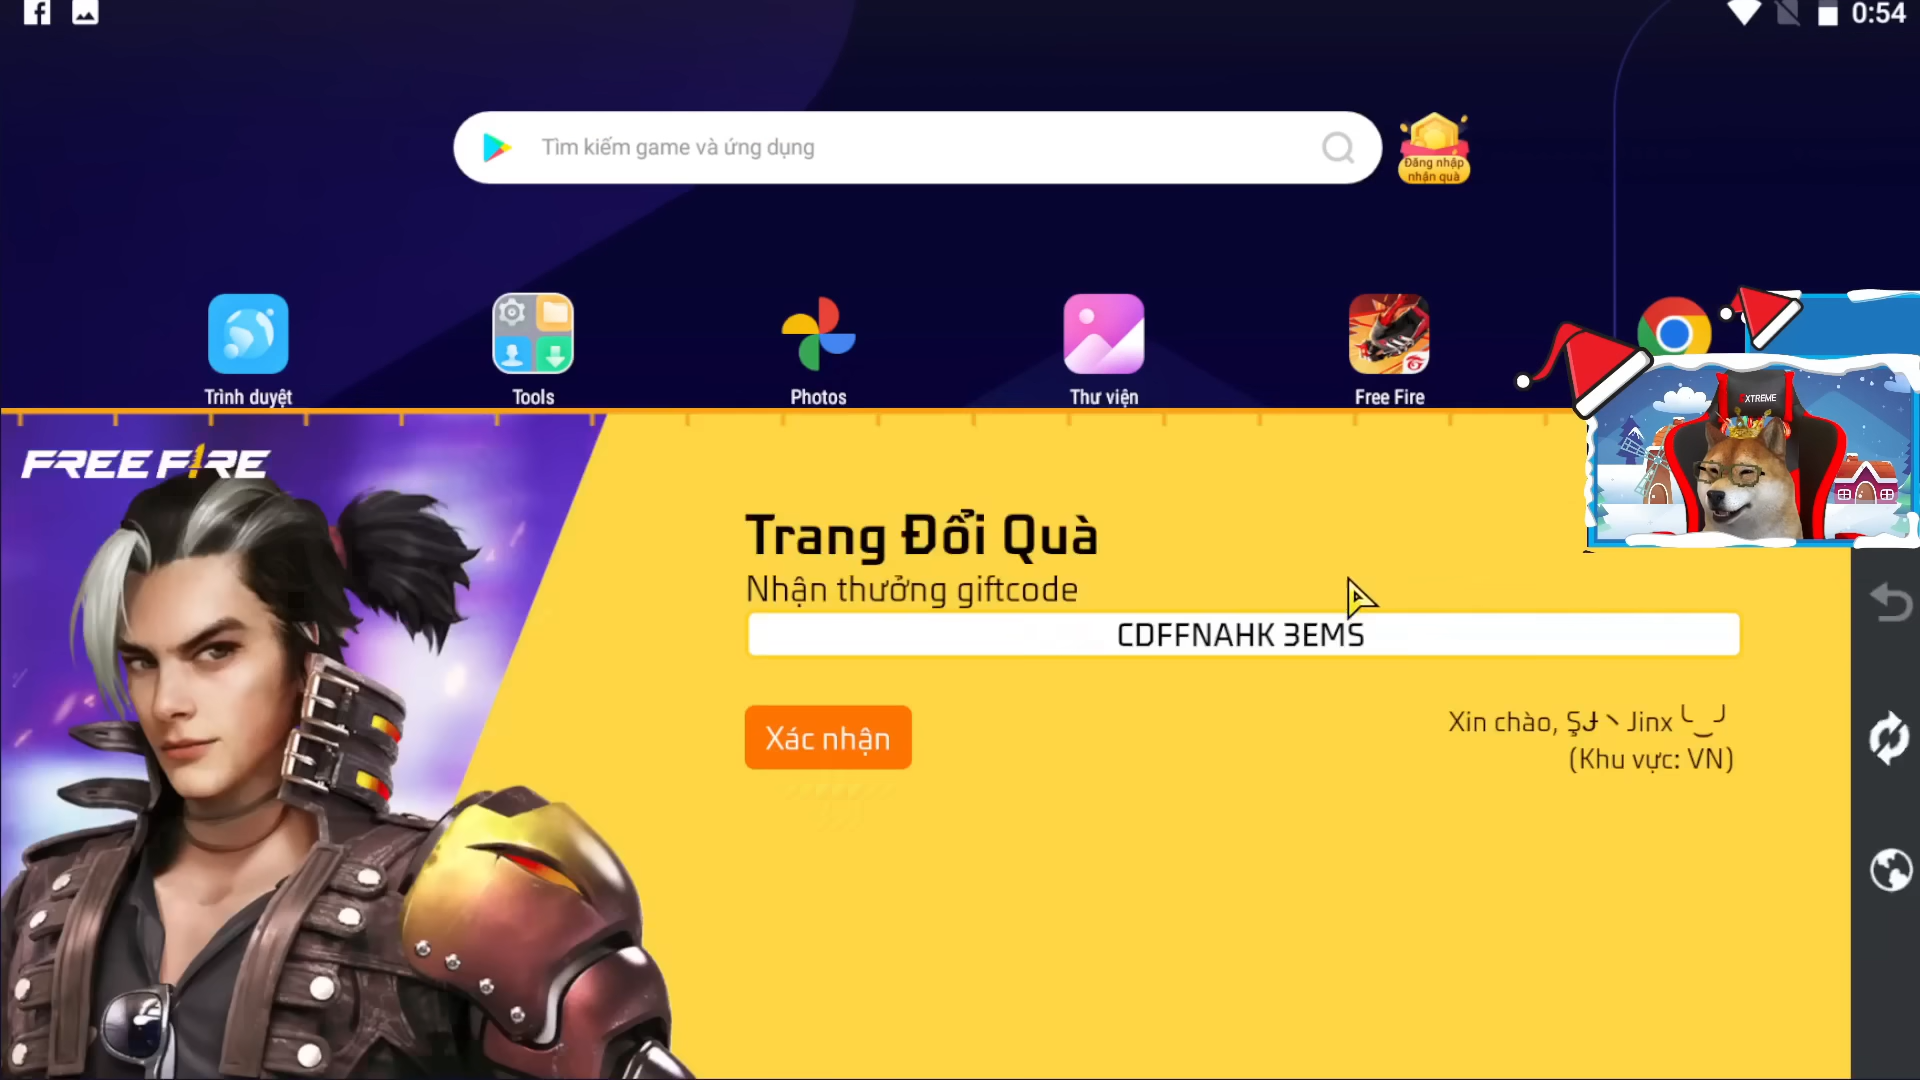 0:54
Tìm kiếm game và ứng dụng
Đăng nhập
nhận quà
Trình duyệt
Tools
Photos
Thư viện
Free Fire
XTREME
FREE FIRE
Trang Đổi Quà
Nhận thưởng giftcode
CDFFNAHK 3EMS
Xác nhận
Xin chào, ŞɈ丶Jinx ╰‿╯
(Khu vực: VN)